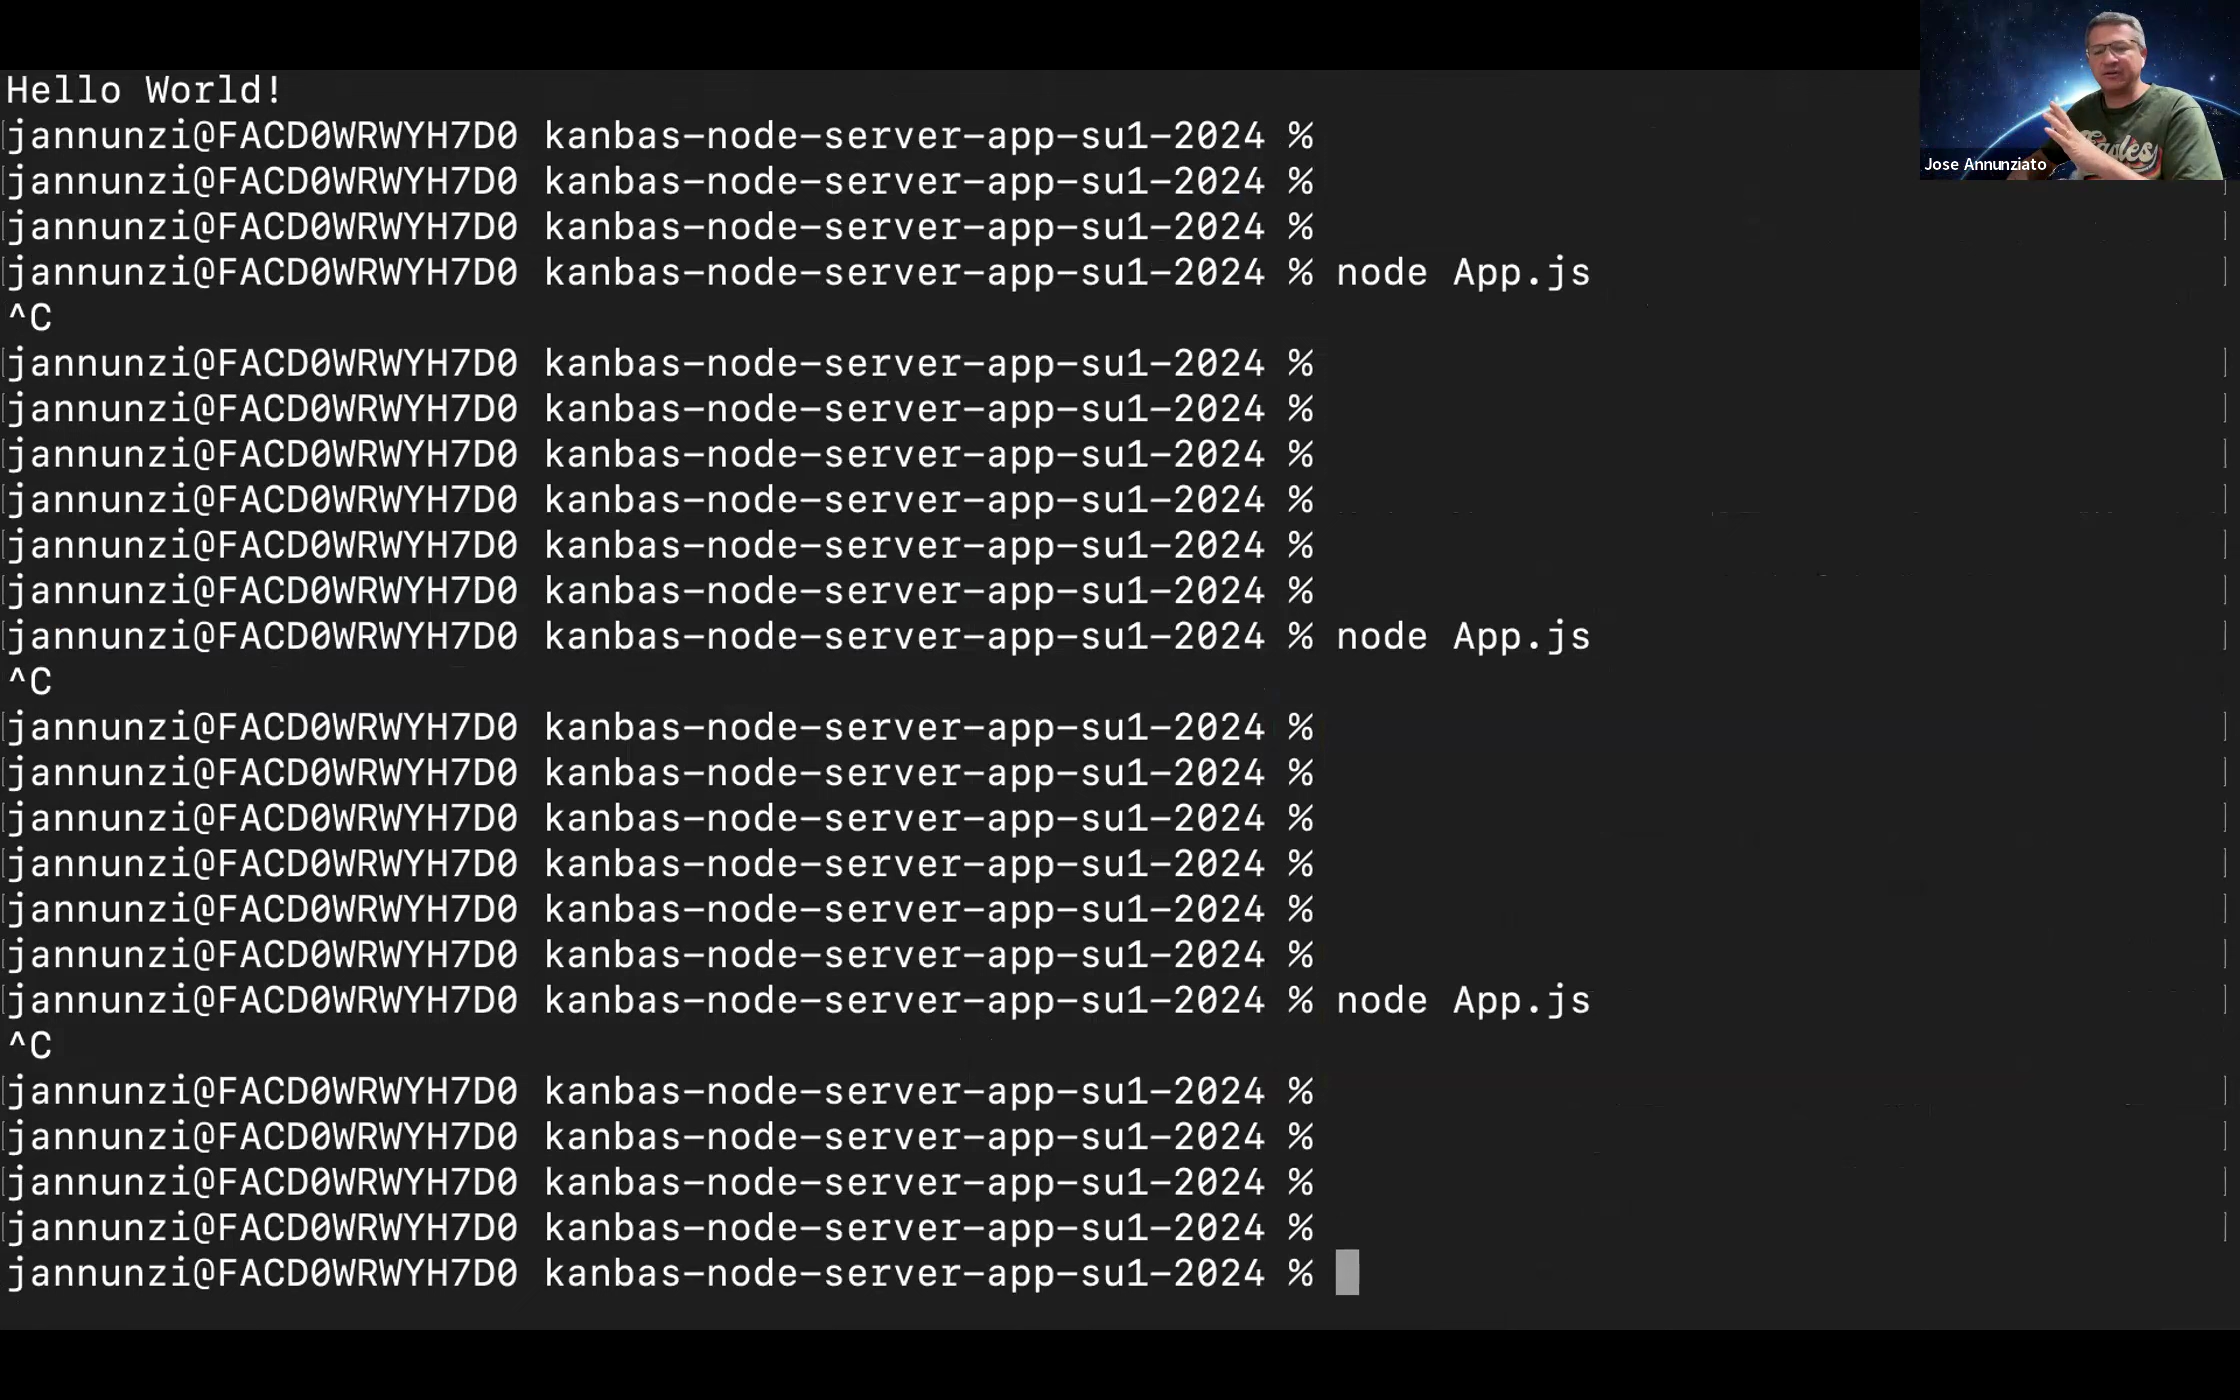 Hello World!
jannunzi@FACD0WRWYH7D0 kanbas-node-server-app-su1-2024 %
jannunzi@FACD0WRWYH7D0 kanbas-node-server-app-su1-2024 %
jannunzi@FACD0WRWYH7D0 kanbas-node-server-app-su1-2024 %
jannunzi@FACD0WRWYH7D0 kanbas-node-server-app-su1-2024 % node App.js
^C
jannunzi@FACD0WRWYH7D0 kanbas-node-server-app-su1-2024 %
jannunzi@FACD0WRWYH7D0 kanbas-node-server-app-su1-2024 %
jannunzi@FACD0WRWYH7D0 kanbas-node-server-app-su1-2024 %
jannunzi@FACD0WRWYH7D0 kanbas-node-server-app-su1-2024 %
jannunzi@FACD0WRWYH7D0 kanbas-node-server-app-su1-2024 %
jannunzi@FACD0WRWYH7D0 kanbas-node-server-app-su1-2024 %
jannunzi@FACD0WRWYH7D0 kanbas-node-server-app-su1-2024 % node App.js
^C
jannunzi@FACD0WRWYH7D0 kanbas-node-server-app-su1-2024 %
jannunzi@FACD0WRWYH7D0 kanbas-node-server-app-su1-2024 %
jannunzi@FACD0WRWYH7D0 kanbas-node-server-app-su1-2024 %
jannunzi@FACD0WRWYH7D0 kanbas-node-server-app-su1-2024 %
jannunzi@FACD0WRWYH7D0 kanbas-node-server-app-su1-2024 %
jannunzi@FACD0WRWYH7D0 kanbas-node-server-app-su1-2024 %
jannunzi@FACD0WRWYH7D0 kanbas-node-server-app-su1-2024 % node App.js
^C
jannunzi@FACD0WRWYH7D0 kanbas-node-server-app-su1-2024 %
jannunzi@FACD0WRWYH7D0 kanbas-node-server-app-su1-2024 %
jannunzi@FACD0WRWYH7D0 kanbas-node-server-app-su1-2024 %
jannunzi@FACD0WRWYH7D0 kanbas-node-server-app-su1-2024 %
jannunzi@FACD0WRWYH7D0 kanbas-node-server-app-su1-2024 %
Jose Annunziato